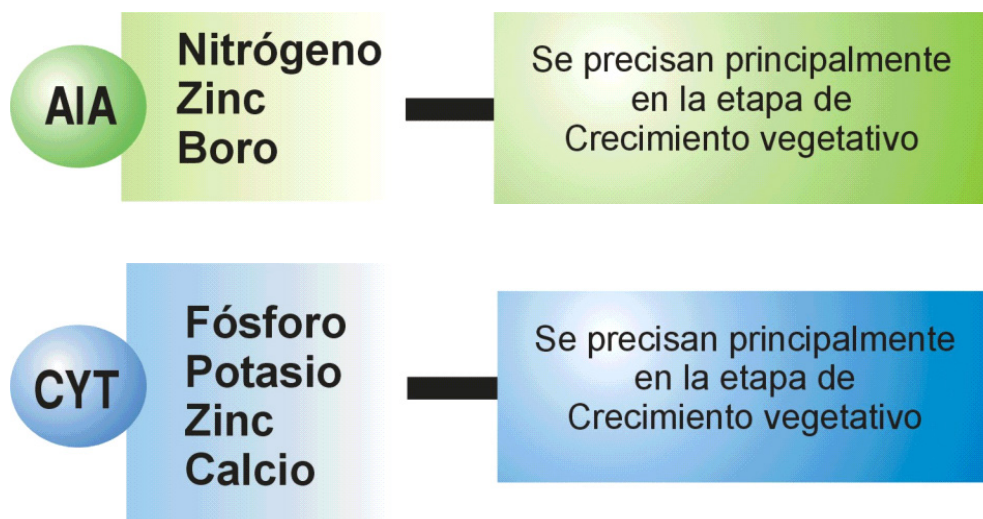 AIA
Nitrógeno
Zinc
Boro
Se precisan principalmente
en la etapa de
Crecimiento vegetativo
CYT
Fósforo
Potasio
Zinc
Calcio
Se precisan principalmente
en la etapa de
Crecimiento vegetativo